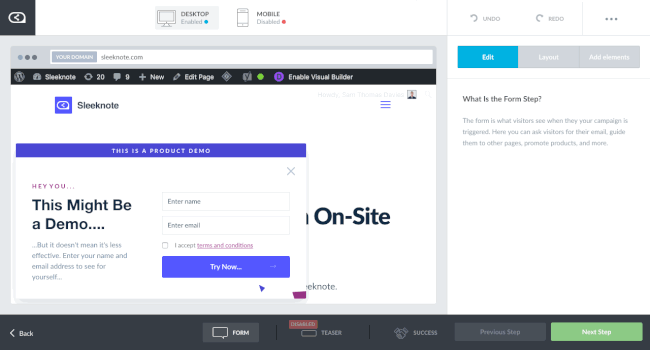 DESKTOP
Enabled
MOBILE
Disabled
UNDO
REDO
YOUR DOMAIN
sleeknote.com
Sleeknote
20
9
New
Edit Page
Enable Visual Builder
Sleeknote
THIS IS A PRODUCT DEMO
HEY YOU...
This Might Be
a Demo....
...But it doesn't mean it's less
effective. Enter your name and
email address to see for
yourself...
Enter name
Enter email
I accept terms and conditions
Try Now...
On-Site
eeknote.
Edit
Layout
Add elements
What Is the Form Step?
The form is what visitors see when they your campaign is
triggered. Here you can ask visitors for their email, guide
them to other pages, promote products, and more.
Back
FORM
DISABLED
TEASER
SUCCESS
Previous Step
Next Step